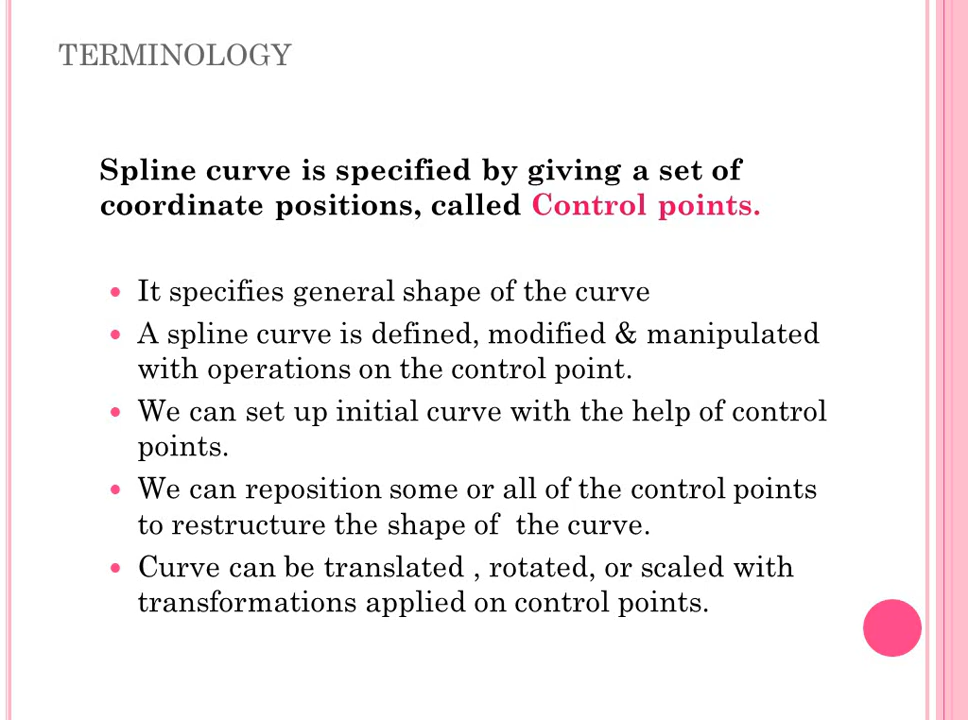 TERMINOLOGY
Spline curve is specified by giving a set of
coordinate positions, called Control points.
• It specifies general shape of the curve
• A spline curve is defined, modified & manipulated
with operations on the control point.
• We can set up initial curve with the help of control
points.
• We can reposition some or all of the control points
to restructure the shape of  the curve.
• Curve can be translated , rotated, or scaled with
transformations applied on control points.